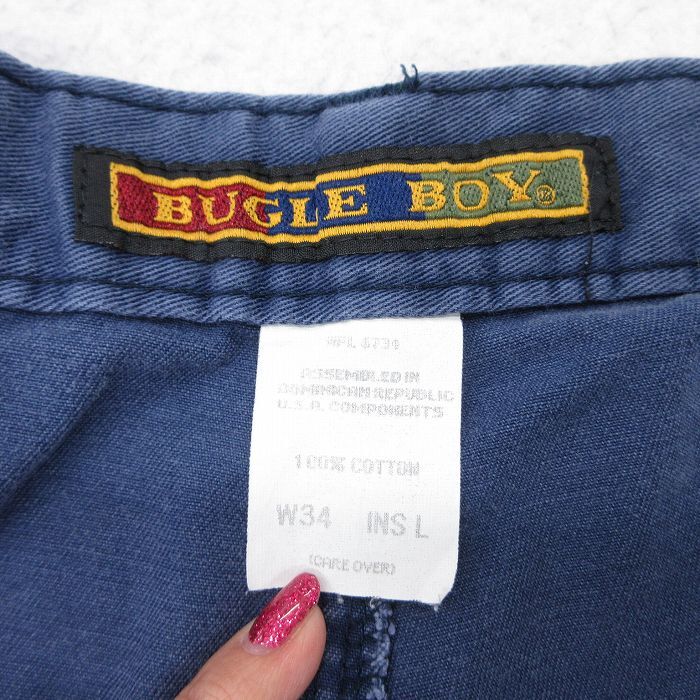 BUGLE BOY®
ASSEMBLED IN
DOMINICAN REPUBLIC
U.S.A. COMPONENTS
100% COTTON
W34 INS L
(CARE OVER)